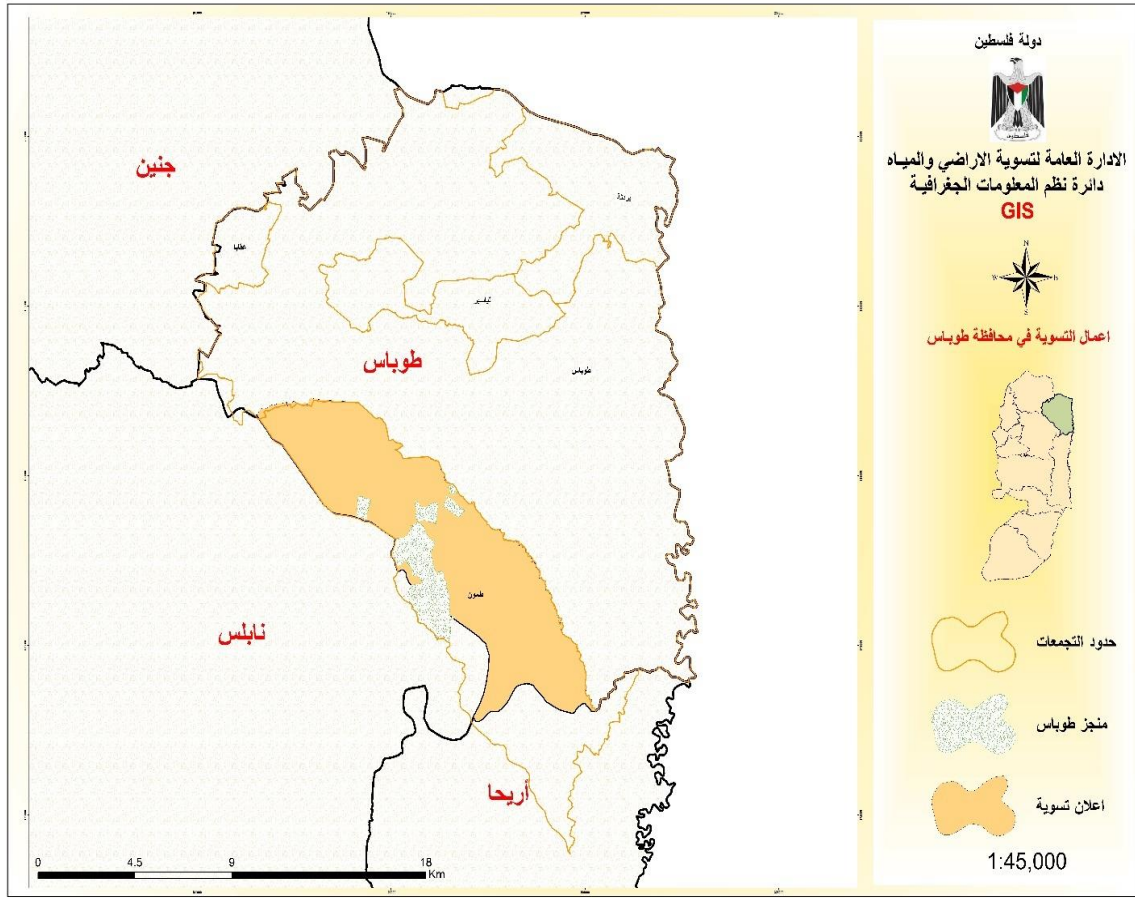 دولة فلسطين
فلسطين
الادارة العامة لتسوية الاراضي والمياه
دائرة نظم المعلومات الجغرافية
GIS
N
W
E
S
اعمال التسوية في محافظة طوباس
حدود التجمعات
منجز طوباس
اعلان تسوية
1:45,000
جنين
عقابا
تياسير
طوباس
طوباس
طمون
نابلس
أريحا
0
4.5
9
18
Km